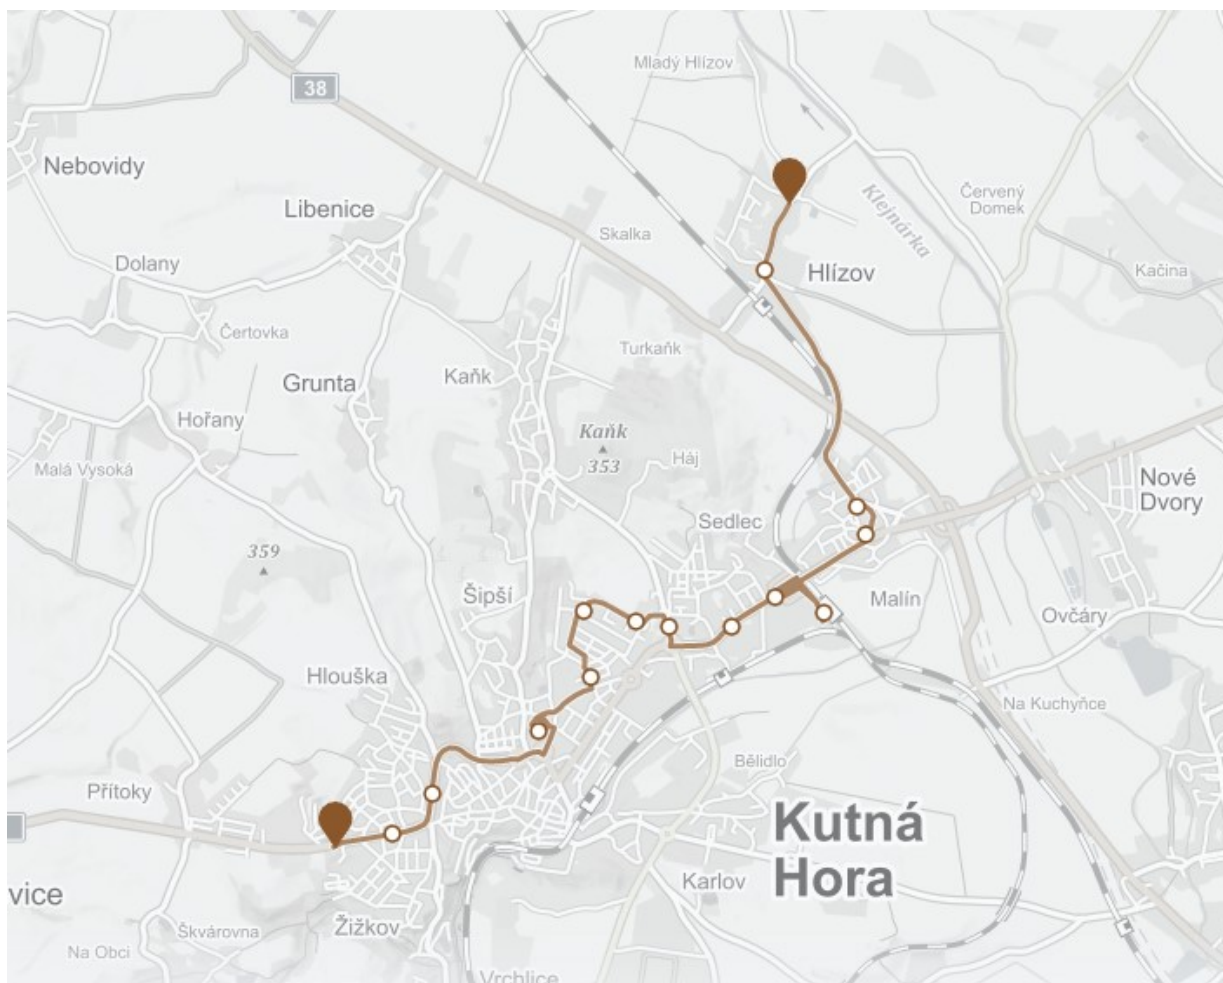 Mladý Hlízov
38
Nebovidy
Klejnárka
Červený
Domek
Libenice
Skalka
Dolany
Hlízov
Kačina
Čertovka
Turkaňk
Grunta
Kaňk
Hořany
Kaňk
353
Háj
Malá Vysoká
Nové
Dvory
Sedlec
359
Šipší
Malín
Ovčáry
Hlouška
Na Kuchyňce
Bělidlo
Přítoky
Kutná
Hora
Karlov
vice
Žižkov
Škvárovna
Na Obci
Vrchlice